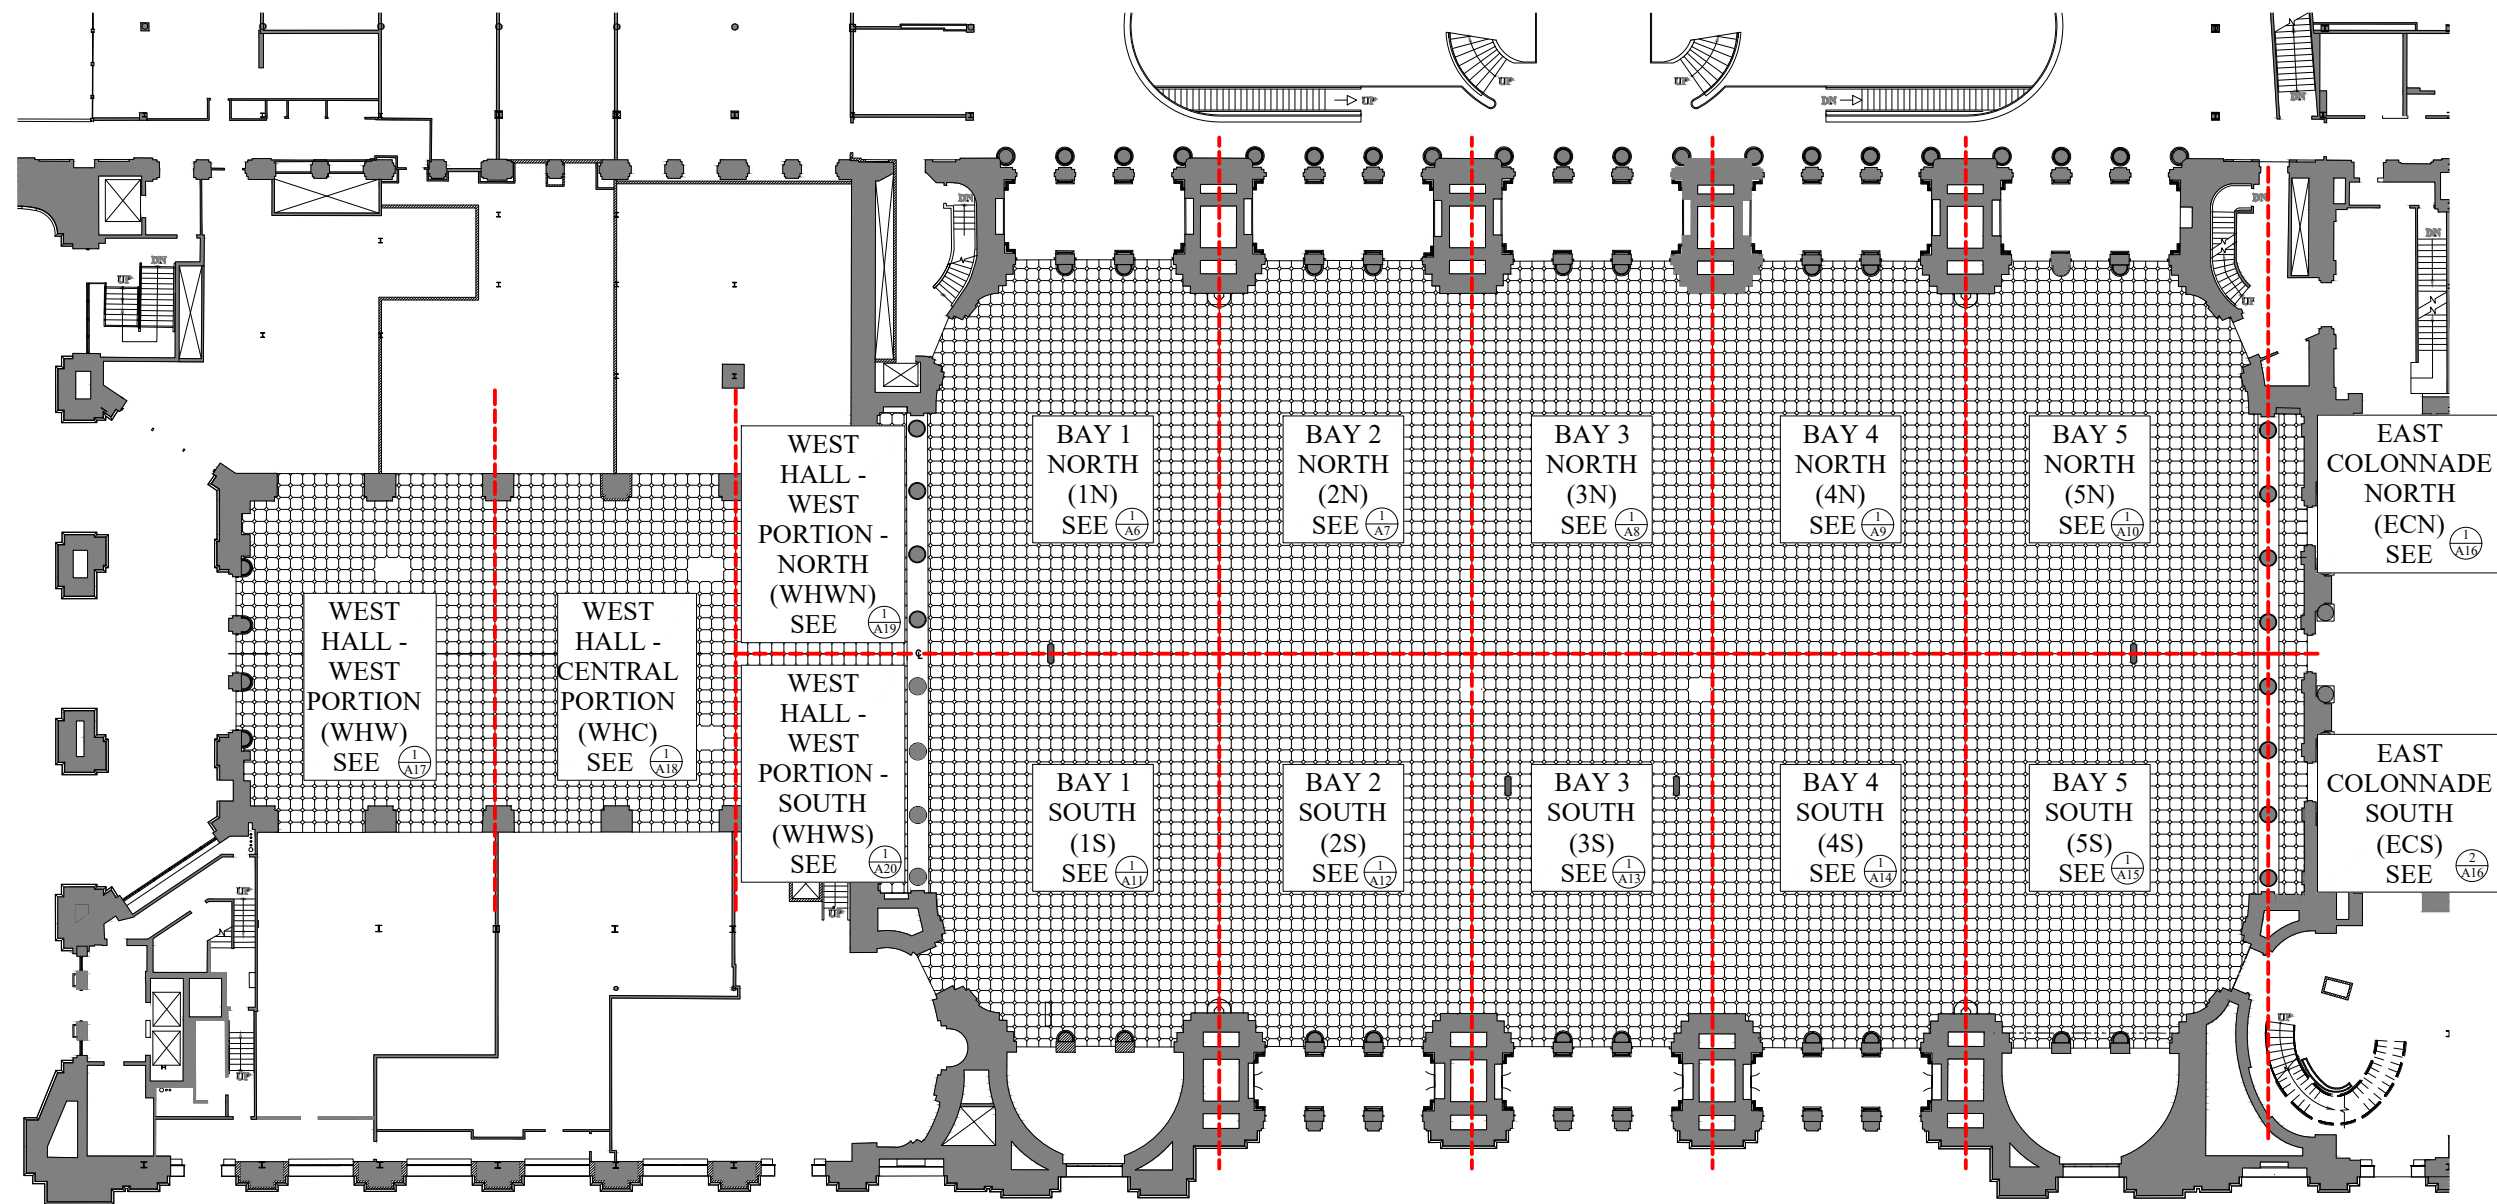 UP
UP
UP
DN
DN
DN
DN
DN
DN
UP
UP
WEST
HALL -
WEST
PORTION -
NORTH
(WHWN)
SEE 1
A19
BAY 1
NORTH
(1N)
SEE 1
A6
BAY 2
NORTH
(2N)
SEE 1
A7
BAY 3
NORTH
(3N)
SEE 1
A8
BAY 4
NORTH
(4N)
SEE 1
A9
BAY 5
NORTH
(5N)
SEE 1
A10
EAST
COLONNADE
NORTH
(ECN)
SEE 1
A16
WEST
HALL -
WEST
PORTION
(WHW)
SEE 1
A17
WEST
HALL -
CENTRAL
PORTION
(WHC)
SEE 1
A18
WEST
HALL -
WEST
PORTION -
SOUTH
(WHWS)
SEE 1
A20
BAY 1
SOUTH
(1S)
SEE 1
A11
BAY 2
SOUTH
(2S)
SEE 1
A12
BAY 3
SOUTH
(3S)
SEE 1
A13
BAY 4
SOUTH
(4S)
SEE 1
A14
BAY 5
SOUTH
(5S)
SEE 1
A15
EAST
COLONNADE
SOUTH
(ECS)
SEE 2
A16
UP
UP
UP
UP